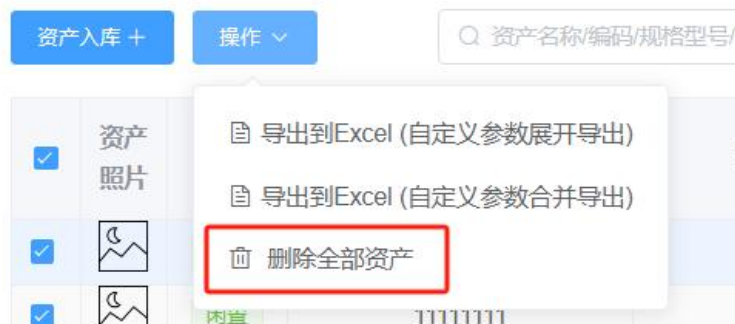 资产入库 +
操作
资产名称/编码/规格型号/
资产
照片
导出到Excel (自定义参数展开导出)
导出到Excel (自定义参数合并导出)
删除全部资产
闲置
11111111